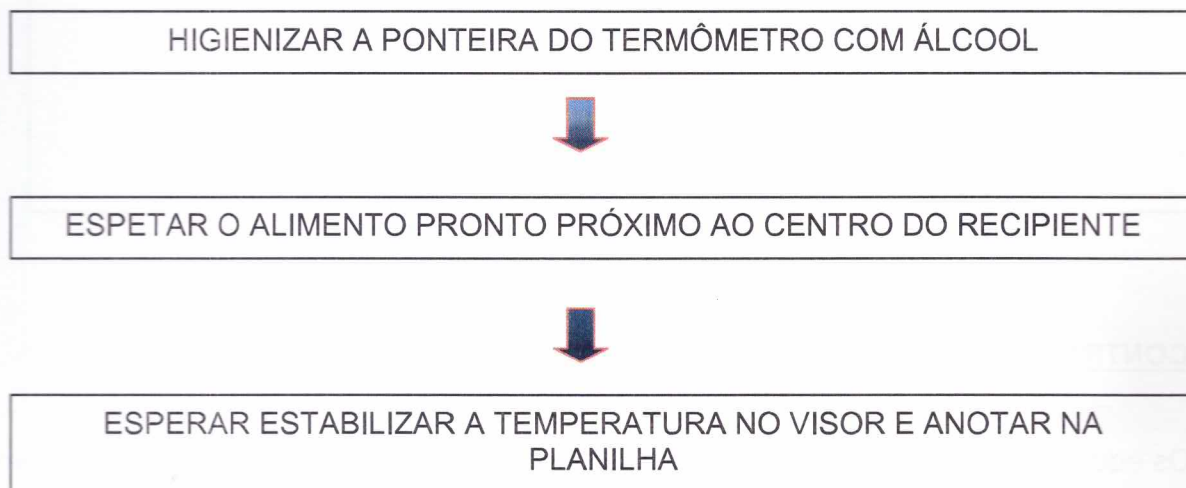 HIGIENIZAR A PONTEIRA DO TERMÔMETRO COM ÁLCOOL
ESPETAR O ALIMENTO PRONTO PRÓXIMO AO CENTRO DO RECIPIENTE
ESPERAR ESTABILIZAR A TEMPERATURA NO VISOR E ANOTAR NA
PLANILHA